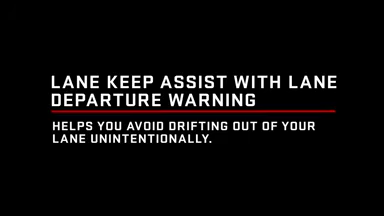 LANE KEEP ASSIST WITH LANE
DEPARTURE WARNING
HELPS YOU AVOID DRIFTING OUT OF YOUR
LANE UNINTENTIONALLY.